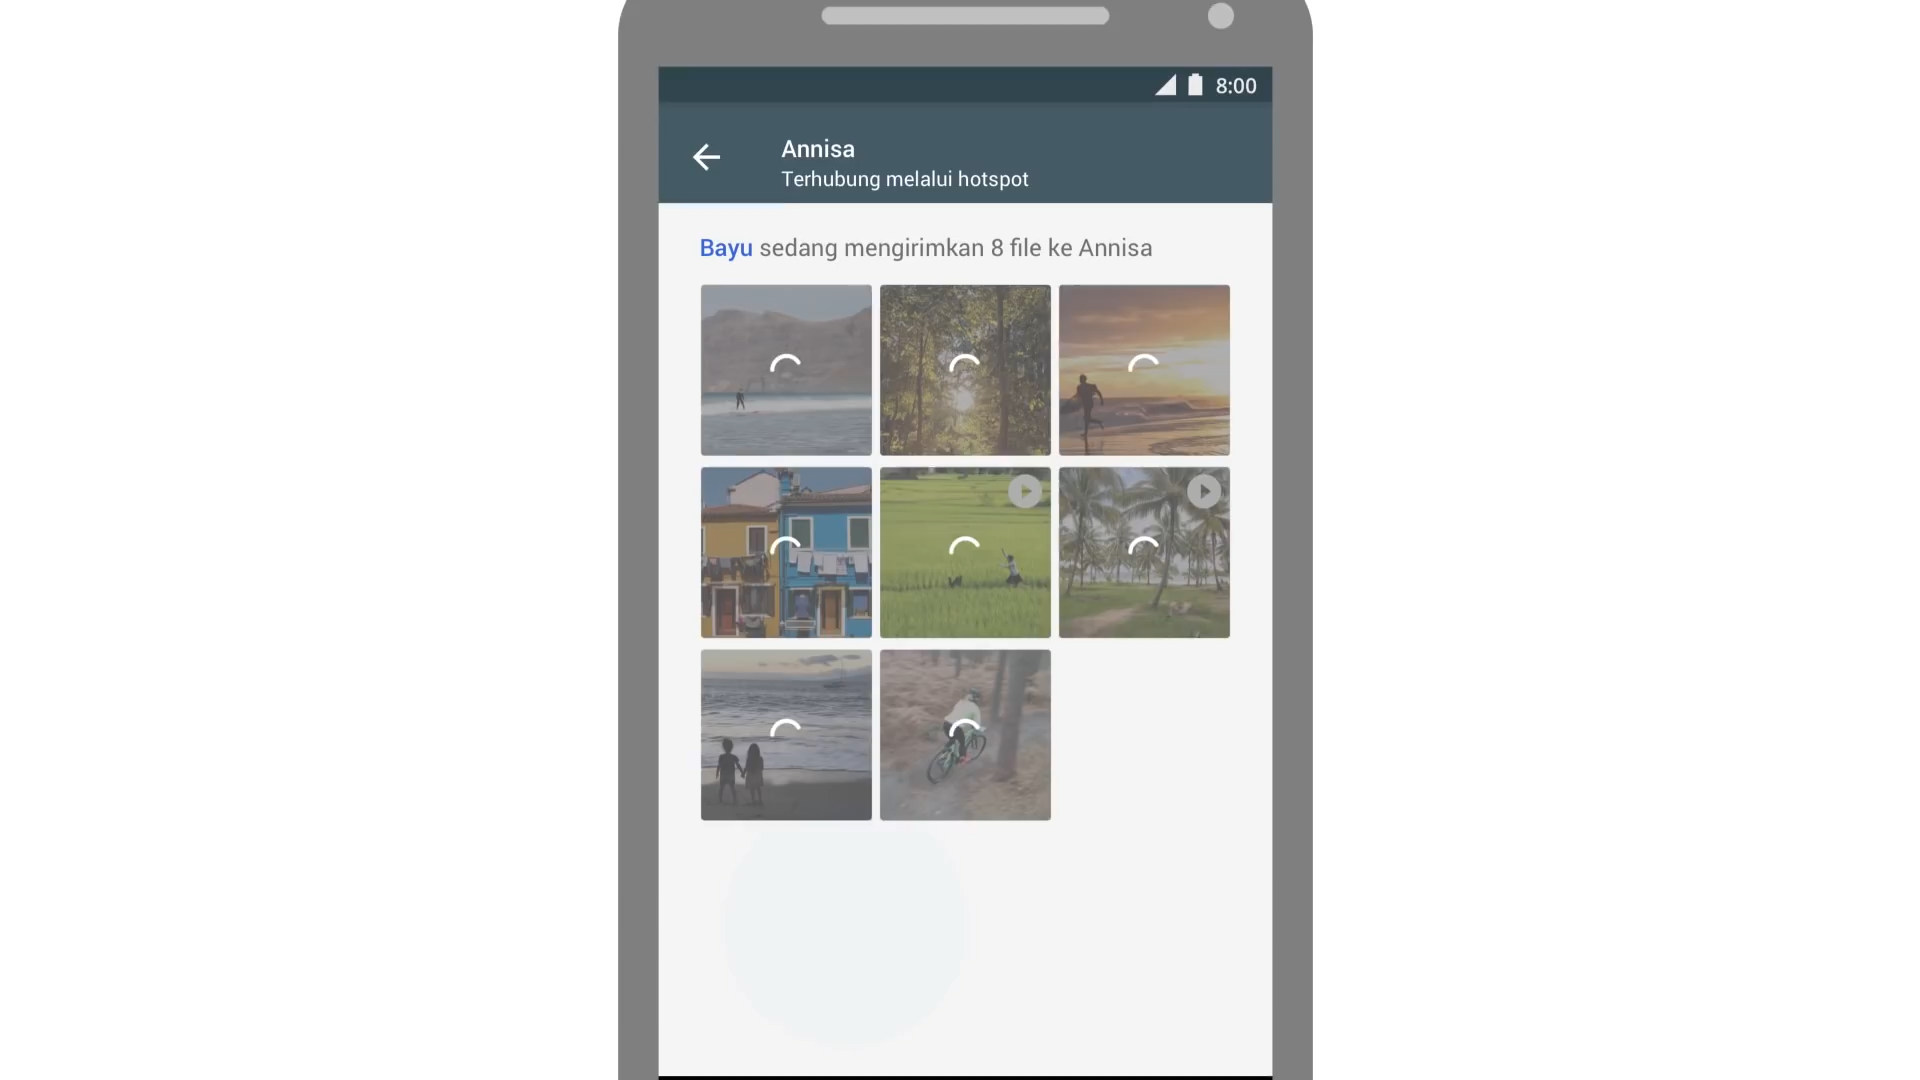 8:00
Annisa
Terhubung melalui hotspot
Bayu sedang mengirimkan 8 file ke Annisa